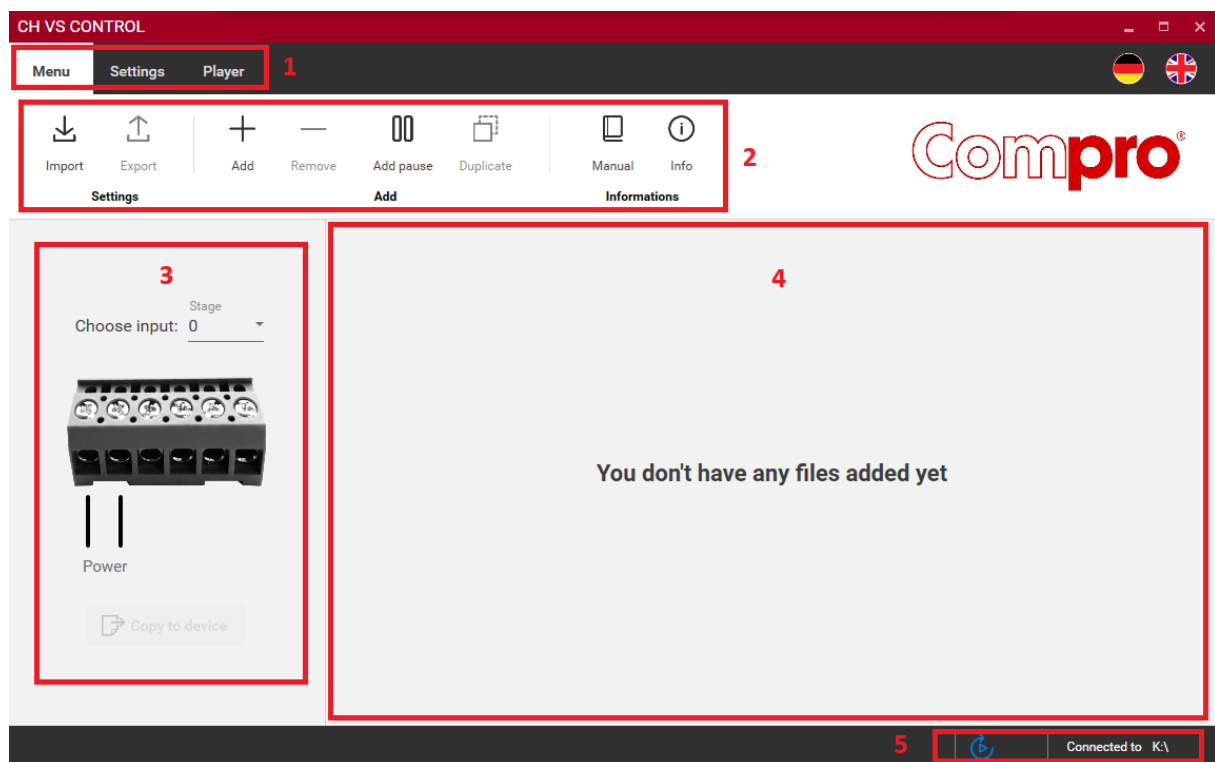 CH VS CONTROL
Menu Settings Player 1
Import Export Add Remove Add pause Duplicate Manual Info
Settings Add Informations
2
Compro®
3
Stage
Choose input: 0
Power
Copy to device
4
You don't have any files added yet
5
Connected to K:\